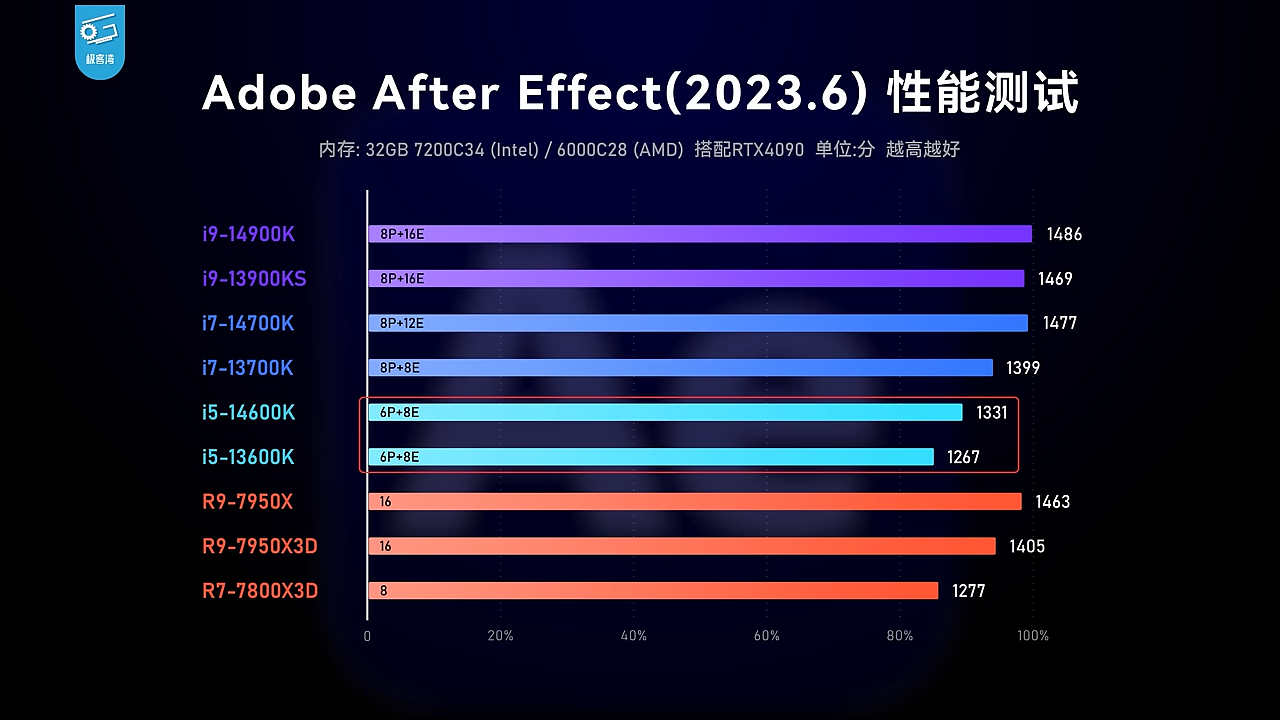 极客湾
Adobe After Effect(2023.6) 性能测试
内存: 32GB 7200C34 (Intel) / 6000C28 (AMD) 搭配RTX4090 单位:分 越高越好
i9-14900K 8P+16E 1486
i9-13900KS 8P+16E 1469
i7-14700K 8P+12E 1477
i7-13700K 8P+8E 1399
i5-14600K 6P+8E 1331
i5-13600K 6P+8E 1267
R9-7950X 16 1463
R9-7950X3D 16 1405
R7-7800X3D 8 1277
0 20% 40% 60% 80% 100%
Ae